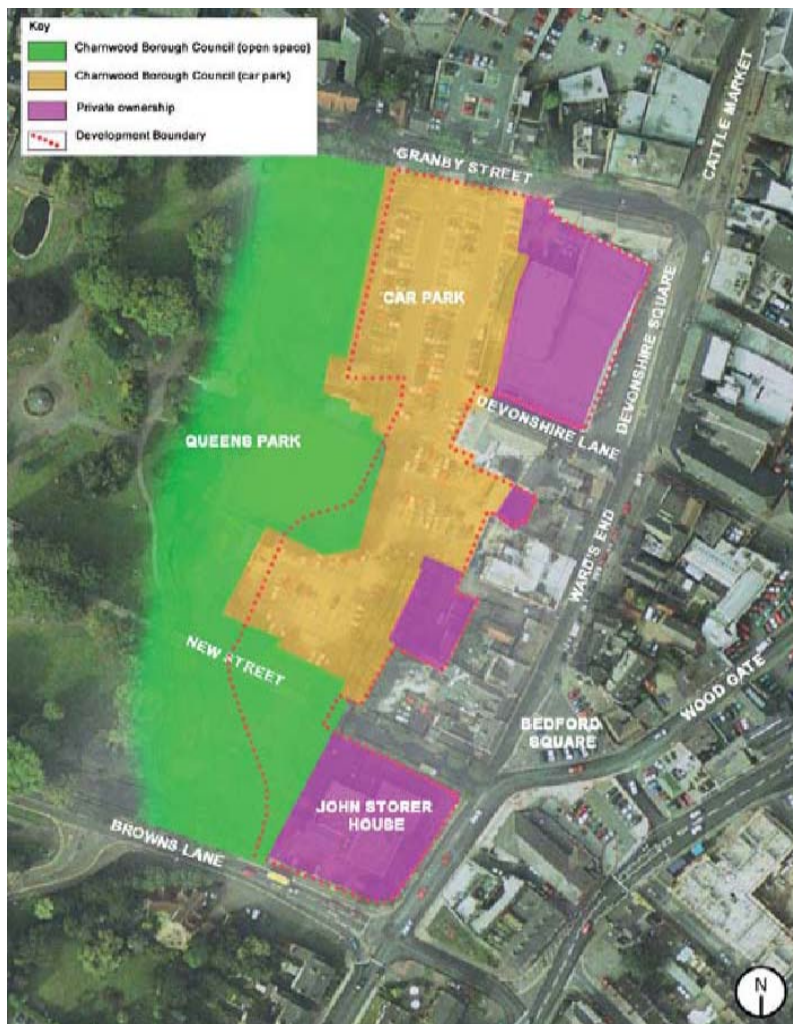 Key
Charnwood Borough Council (open space)
Charnwood Borough Council (car park)
Private ownership
Development Boundary
GRANBY STREET
CATTLE MARKET
CAR PARK
DEVONSHIRE SQUARE
DEVONSHIRE LANE
QUEENS PARK
WARD'S END
NEW STREET
WOOD GATE
BEDFORD
SQUARE
JOHN STORER
HOUSE
BROWNS LANE
N